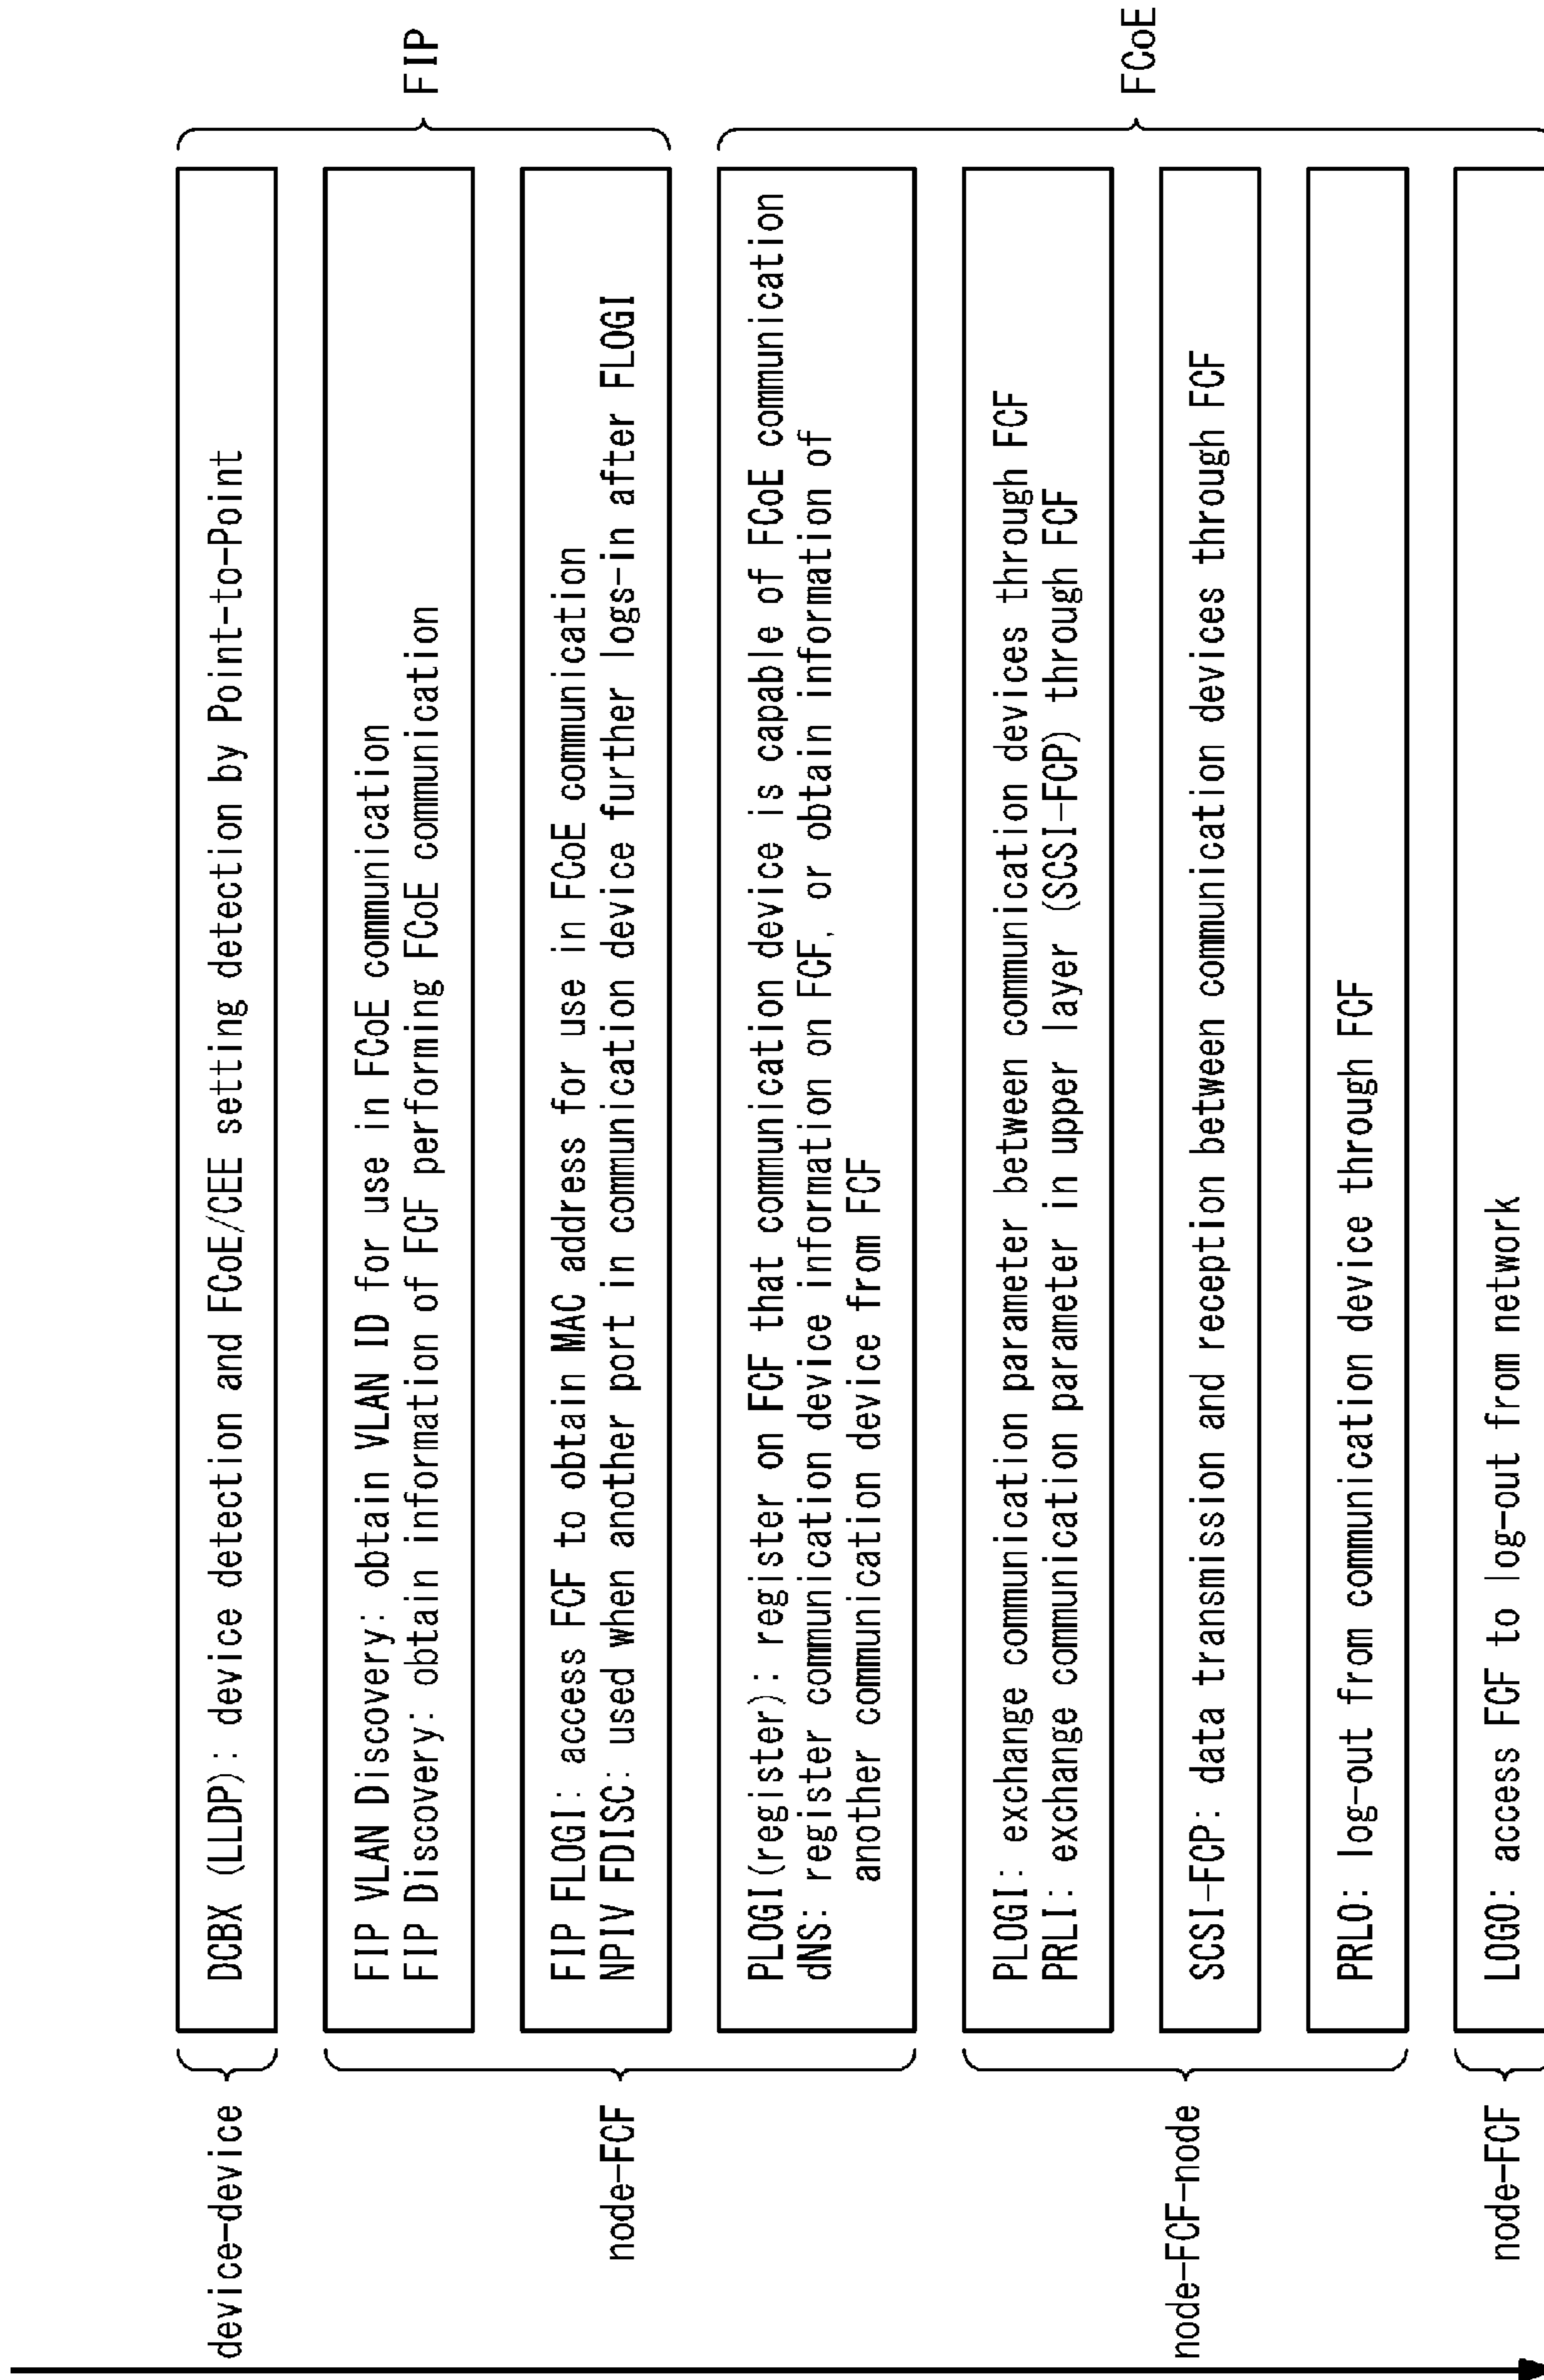 device-device
DCBX (LLDP): device detection and FCoE/CEE setting detection by Point-to-Point
FIP
node-FCF
FIP VLAN Discovery: obtain VLAN ID for use in FCoE communication
FIP Discovery: obtain information of FCF performing FCoE communication
FIP FLOGI: access FCF to obtain MAC address for use in FCoE communication
NPIV FDISC: used when another port in communication device further logs-in after FLOGI
PLOGI(register): register on FCF that communication device is capable of FCoE communication
dNS: register communication device information on FCF, or obtain information of
another communication device from FCF
FCoE
node-FCF-node
PLOGI: exchange communication parameter between communication devices through FCF
PRLI: exchange communication parameter in upper layer (SCSI-FCP) through FCF
SCSI-FCP: data transmission and reception between communication devices through FCF
PRLO: log-out from communication device through FCF
node-FCF
LOGO: access FCF to log-out from network